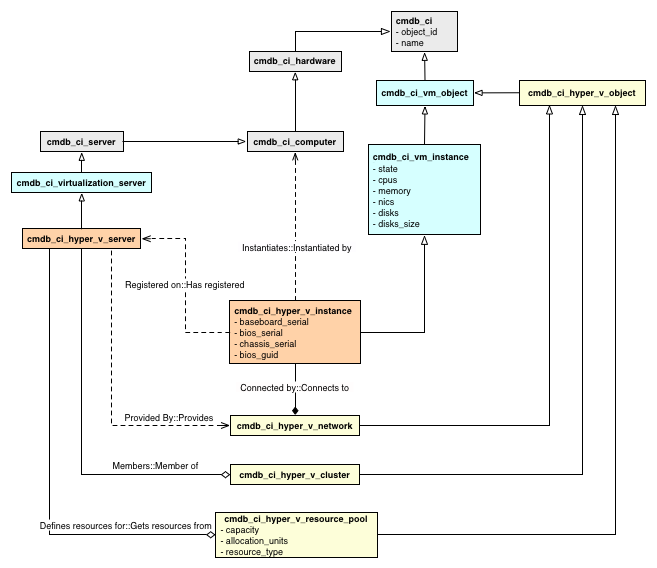 cmdb_ci
- object_id
- name
cmdb_ci_hardware
cmdb_ci_vm_object
cmdb_ci_hyper_v_object
cmdb_ci_server
cmdb_ci_computer
cmdb_ci_vm_instance
- state
- cpus
- memory
- nics
- disks
- disks_size
cmdb_ci_virtualization_server
cmdb_ci_hyper_v_server
Instantiates::Instantiated by
Registered on::Has registered
cmdb_ci_hyper_v_instance
- baseboard_serial
- bios_serial
- chassis_serial
- bios_guid
Connected by::Connects to
Provided By::Provides
cmdb_ci_hyper_v_network
Members::Member of
cmdb_ci_hyper_v_cluster
Defines resources for::Gets resources from
cmdb_ci_hyper_v_resource_pool
- capacity
- allocation_units
- resource_type